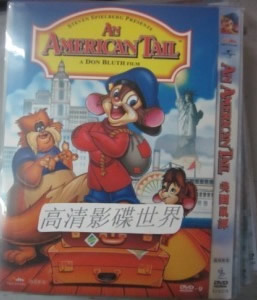 STEVEN SPIELBERG PRESENTS
AN
AMERICAN TAIL
A DON BLUTH FILM
高清影碟世界
DVD
AN AMERICAN TAIL